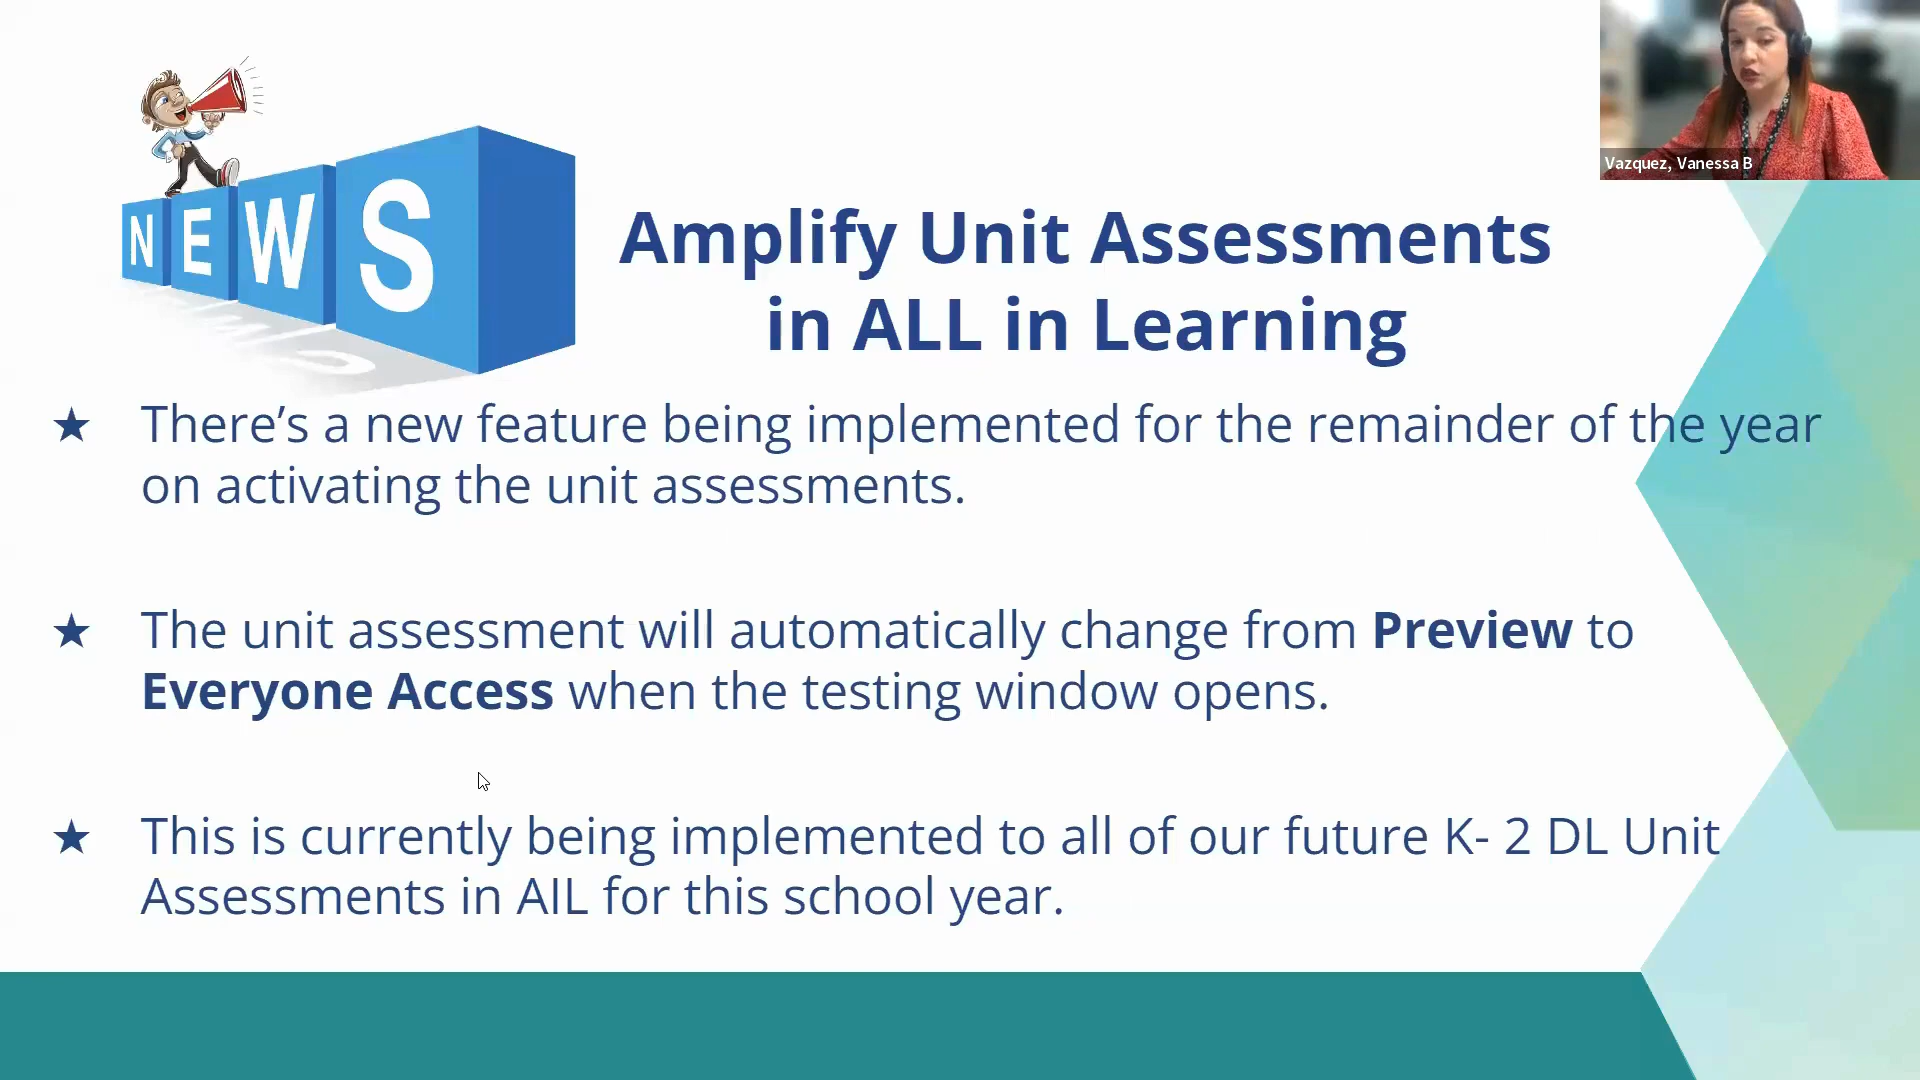 Vazquez, Vanessa B
NEWS
Amplify Unit Assessments
in ALL in Learning
★ There’s a new feature being implemented for the remainder of the year
on activating the unit assessments.
★ The unit assessment will automatically change from Preview to
Everyone Access when the testing window opens.
★ This is currently being implemented to all of our future K- 2 DL Unit
Assessments in AIL for this school year.